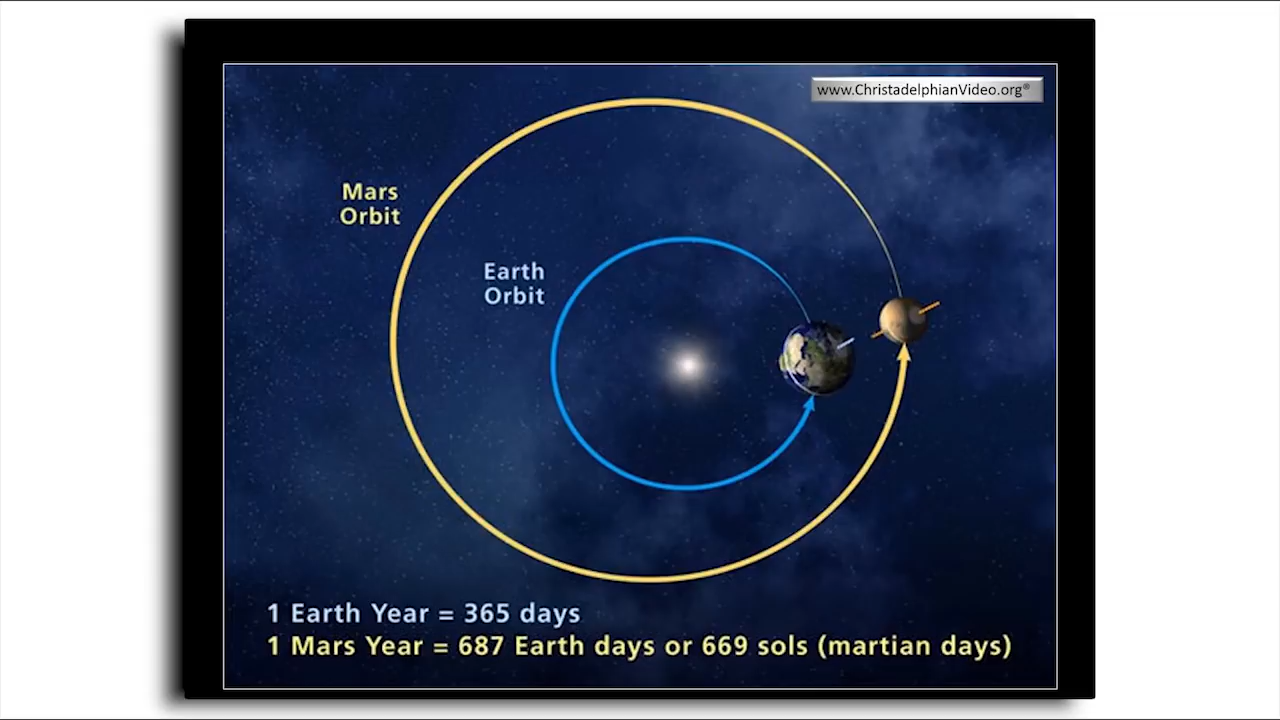 www.ChristadelphianVideo.org®
Mars
Orbit
Earth
Orbit
1 Earth Year = 365 days
1 Mars Year = 687 Earth days or 669 sols (martian days)